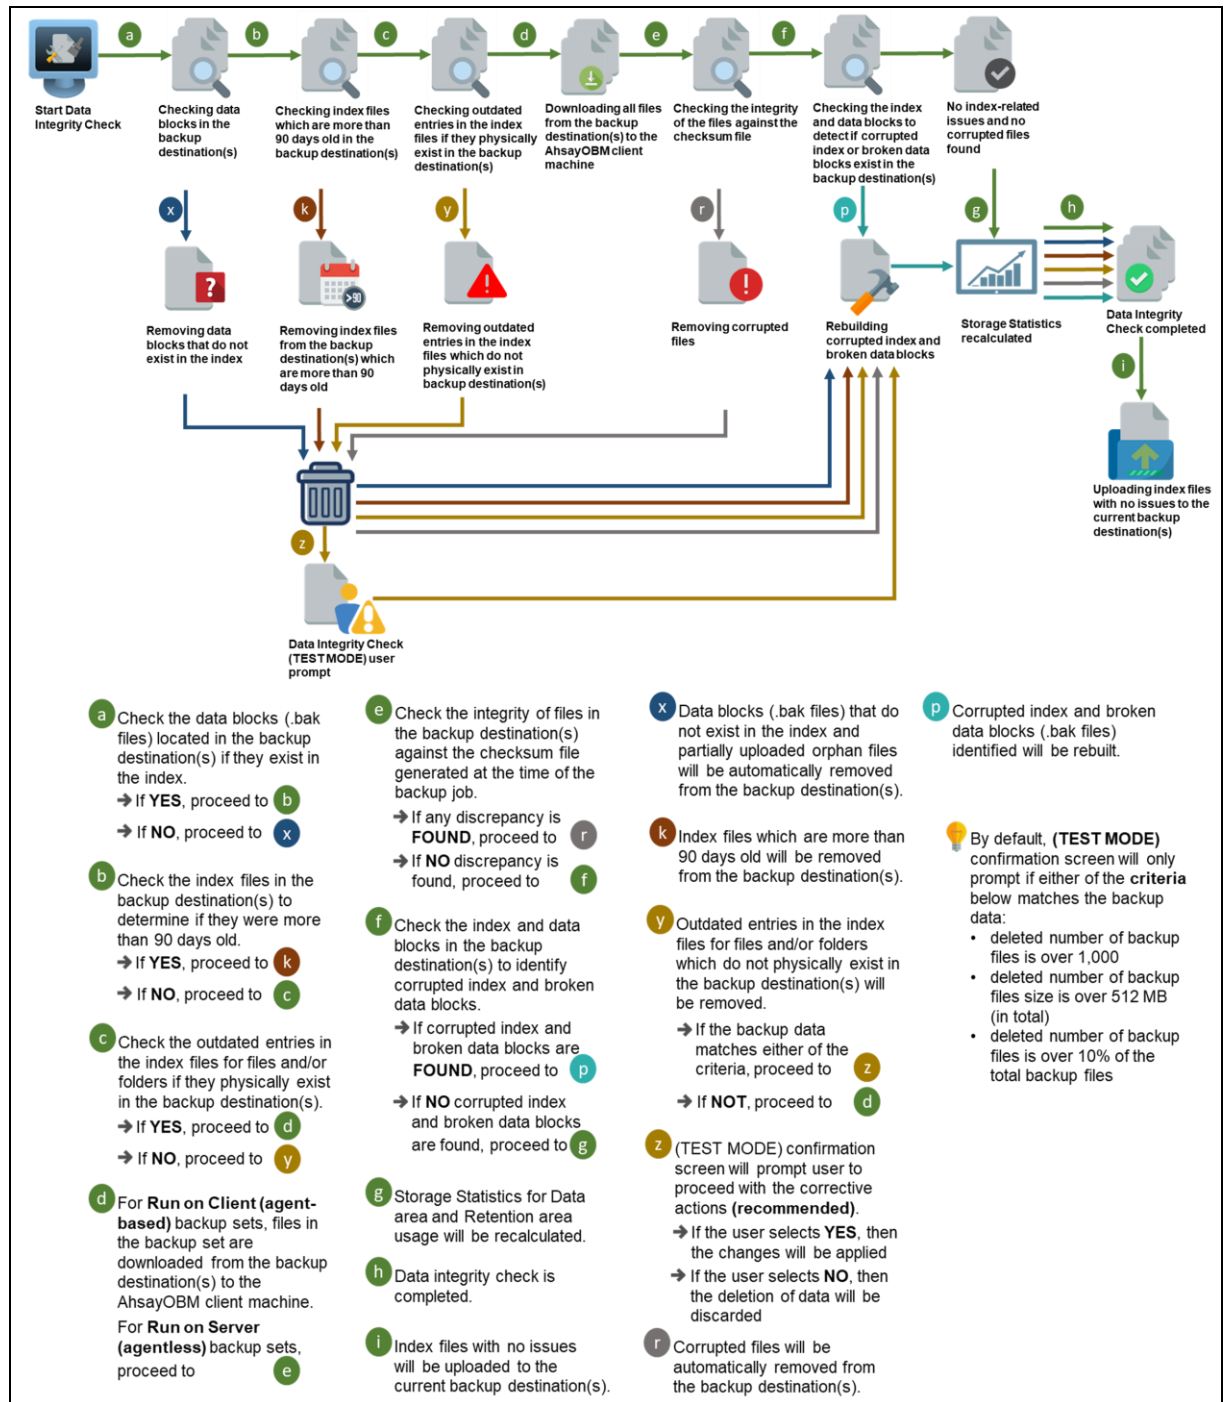 a
b
c
d
e
f
Start Data
Integrity Check
Checking data
blocks in the
backup
destination(s)
Checking index files
which are more than
90 days old in the
backup destination(s)
Checking outdated
entries in the index
files if they physically
exist in the backup
destination(s)
Downloading all files
from the backup
destination(s) to the
AhsayOBM client
machine
Checking the integrity
of the files against the
checksum file
Checking the index
and data blocks to
detect if corrupted
index or broken data
blocks exist in the
backup destination(s)
No index-related
issues and no
corrupted files
found
x
k
y
r
p
g
h
?
>90
!
!
Removing data
blocks that do not
exist in the index
Removing index files
from the backup
destination(s) which
are more than 90
days old
Removing outdated
entries in the index
files which do not
physically exist in
backup destination(s)
Removing corrupted
files
Rebuilding
corrupted index and
broken data blocks
Storage Statistics
recalculated
Data Integrity
Check completed
i
Uploading index files
with no issues to the
current backup
destination(s)
z
!
Data Integrity Check
(TEST MODE) user
prompt
a Check the data blocks (.bak
files) located in the backup
destination(s) if they exist in
the index.
➔ If YES, proceed to b
➔ If NO, proceed to x
b Check the index files in the
backup destination(s) to
determine if they were more
than 90 days old.
➔ If YES, proceed to k
➔ If NO, proceed to c
c Check the outdated entries in
the index files for files and/or
folders if they physically exist
in the backup destination(s).
➔ If YES, proceed to d
➔ If NO, proceed to y
d For Run on Client (agent-
based) backup sets, files in
the backup set are
downloaded from the backup
destination(s) to the
AhsayOBM client machine.
For Run on Server
(agentless) backup sets,
proceed to e
e Check the integrity of files in
the backup destination(s)
against the checksum file
generated at the time of the
backup job.
➔ If any discrepancy is
FOUND, proceed to r
➔ If NO discrepancy is
found, proceed to f
f Check the index and data
blocks in the backup
destination(s) to identify
corrupted index and broken
data blocks.
➔ If corrupted index and
broken data blocks are
FOUND, proceed to p
➔ If NO corrupted index
and broken data blocks
are found, proceed to g
g Storage Statistics for Data
area and Retention area
usage will be recalculated.
h Data integrity check is
completed.
i Index files with no issues
will be uploaded to the
current backup destination(s).
x Data blocks (.bak files) that do
not exist in the index and
partially uploaded orphan files
will be automatically removed
from the backup destination(s).
k Index files which are more than
90 days old will be removed
from the backup destination(s).
y Outdated entries in the index
files for files and/or folders
which do not physically exist in
the backup destination(s) will
be removed.
➔ If the backup data
matches either of the
criteria, proceed to z
➔ If NOT, proceed to d
z (TEST MODE) confirmation
screen will prompt user to
proceed with the corrective
actions (recommended).
➔ If the user selects YES, then
the changes will be applied
➔ If the user selects NO, then
the deletion of data will be
discarded
r Corrupted files will be
automatically removed from
the backup destination(s).
p Corrupted index and broken
data blocks (.bak files)
identified will be rebuilt.
By default, (TEST MODE)
confirmation screen will only
prompt if either of the criteria
below matches the backup
data:
• deleted number of backup
files is over 1,000
• deleted number of backup
files size is over 512 MB
(in total)
• deleted number of backup
files is over 10% of the
total backup files